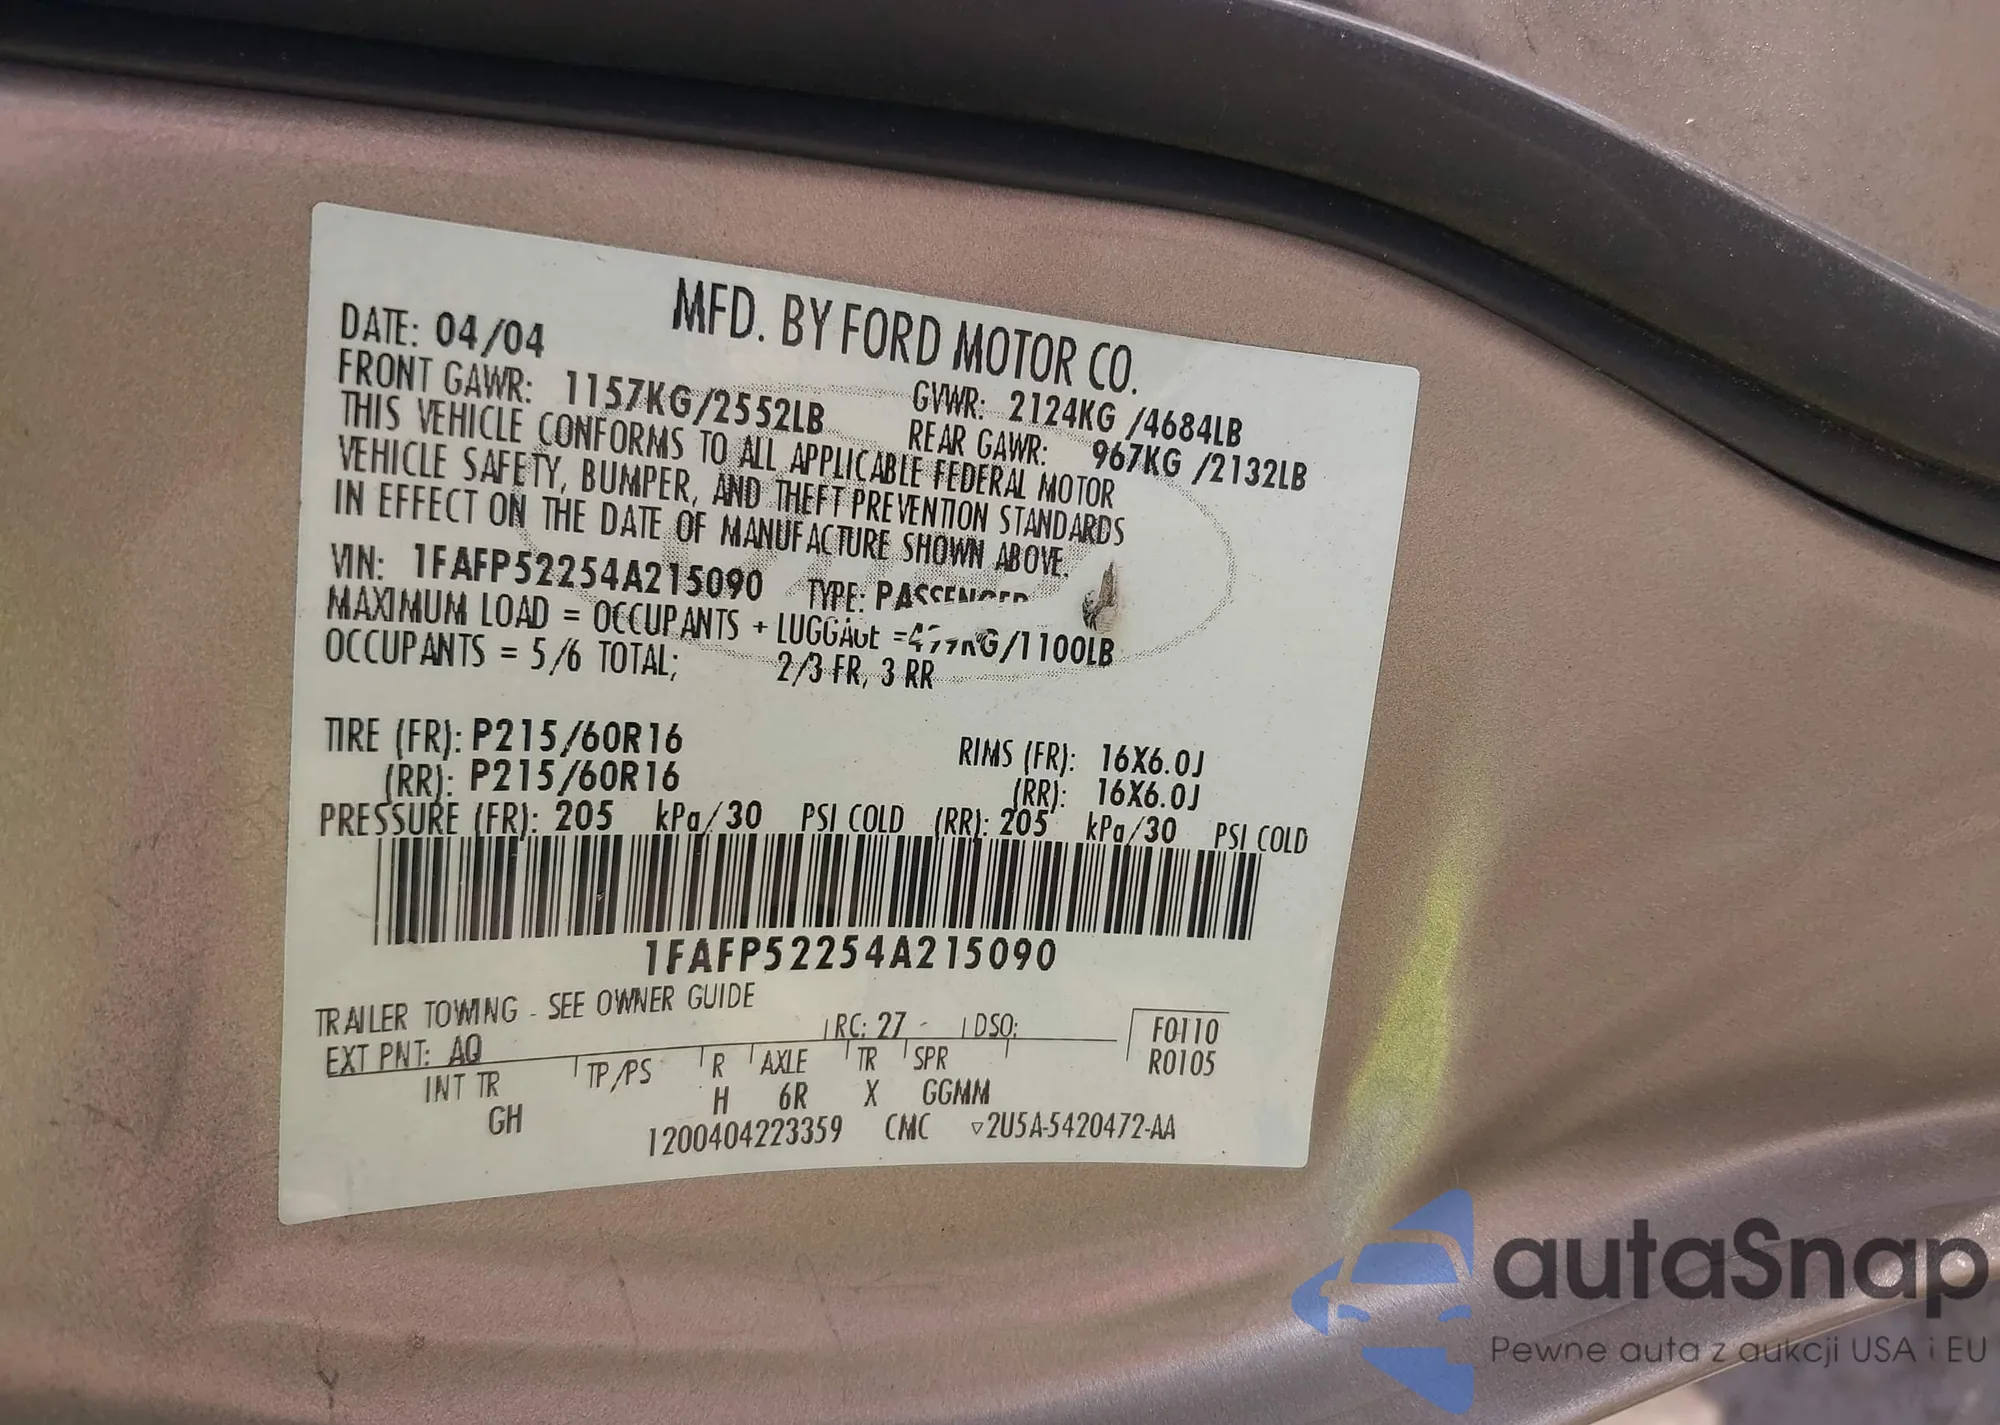 MFD. BY FORD MOTOR CO.
DATE: 04/04
GVWR: 2124KG /4684LB
FRONT GAWR: 1157KG/2552LB
REAR GAWR: 967KG /2132LB
THIS VEHICLE CONFORMS TO ALL APPLICABLE FEDERAL MOTOR
VEHICLE SAFETY, BUMPER, AND THEFT PREVENTION STANDARDS
IN EFFECT ON THE DATE OF MANUFACTURE SHOWN ABOVE.
VIN: 1FAFP52254A215090 TYPE: PASSENGER
MAXIMUM LOAD = OCCUPANTS + LUGGAGE = /1100LB
OCCUPANTS = 5/6 TOTAL; 2/3 FR, 3 RR
TIRE (FR): P215/60R16 RIMS (FR): 16X6.0J
(RR): P215/60R16 (RR): 16X6.0J
PRESSURE (FR): 205 kPa/30 PSI COLD (RR): 205 kPa/30 PSI COLD
1FAFP52254A215090
TRAILER TOWING - SEE OWNER GUIDE
EXT PNT: AQ RC: 27 - DSO: F0110
R0105
INT TR TP/PS R AXLE TR SPR
GH H 6R X GGMM
1200404223359 CMC ▽2U5A-5420472-AA
autaSnap
Pewne auta z aukcji USA i EU